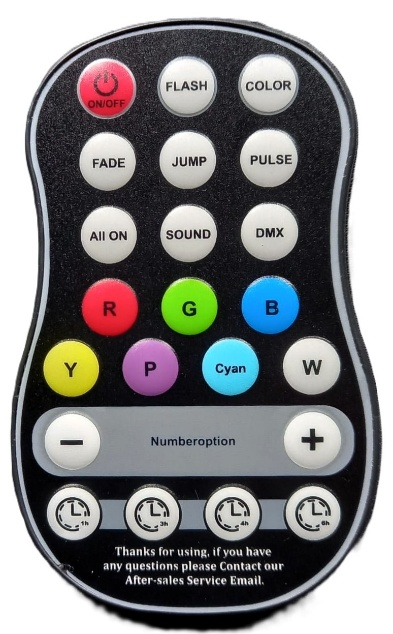 ON/OFF FLASH COLOR
FADE JUMP PULSE
All ON SOUND DMX
R G B
Y P Cyan W
− Numberoption +
1h 3h 4h 6h
Thanks for using, if you have
any questions please Contact our
After-sales Service Email.